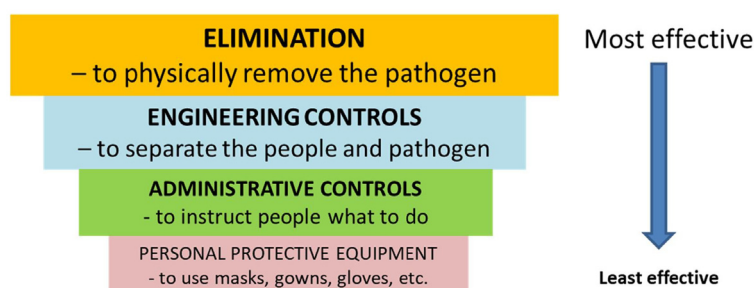 ELIMINATION
– to physically remove the pathogen
Most effective
ENGINEERING CONTROLS
– to separate the people and pathogen
ADMINISTRATIVE CONTROLS
- to instruct people what to do
PERSONAL PROTECTIVE EQUIPMENT
- to use masks, gowns, gloves, etc.
Least effective